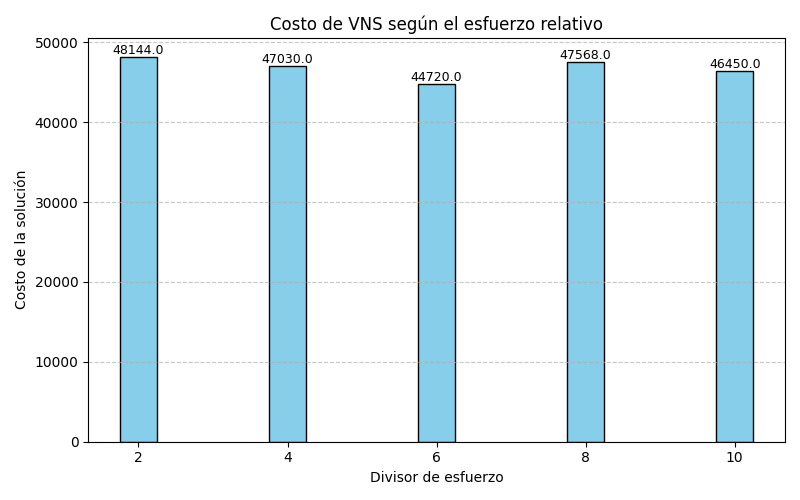 Costo de VNS según el esfuerzo relativo
48144.0
47030.0
44720.0
47568.0
46450.0
50000
40000
30000
20000
10000
0
Costo de la solución
2 4 6 8 10
Divisor de esfuerzo